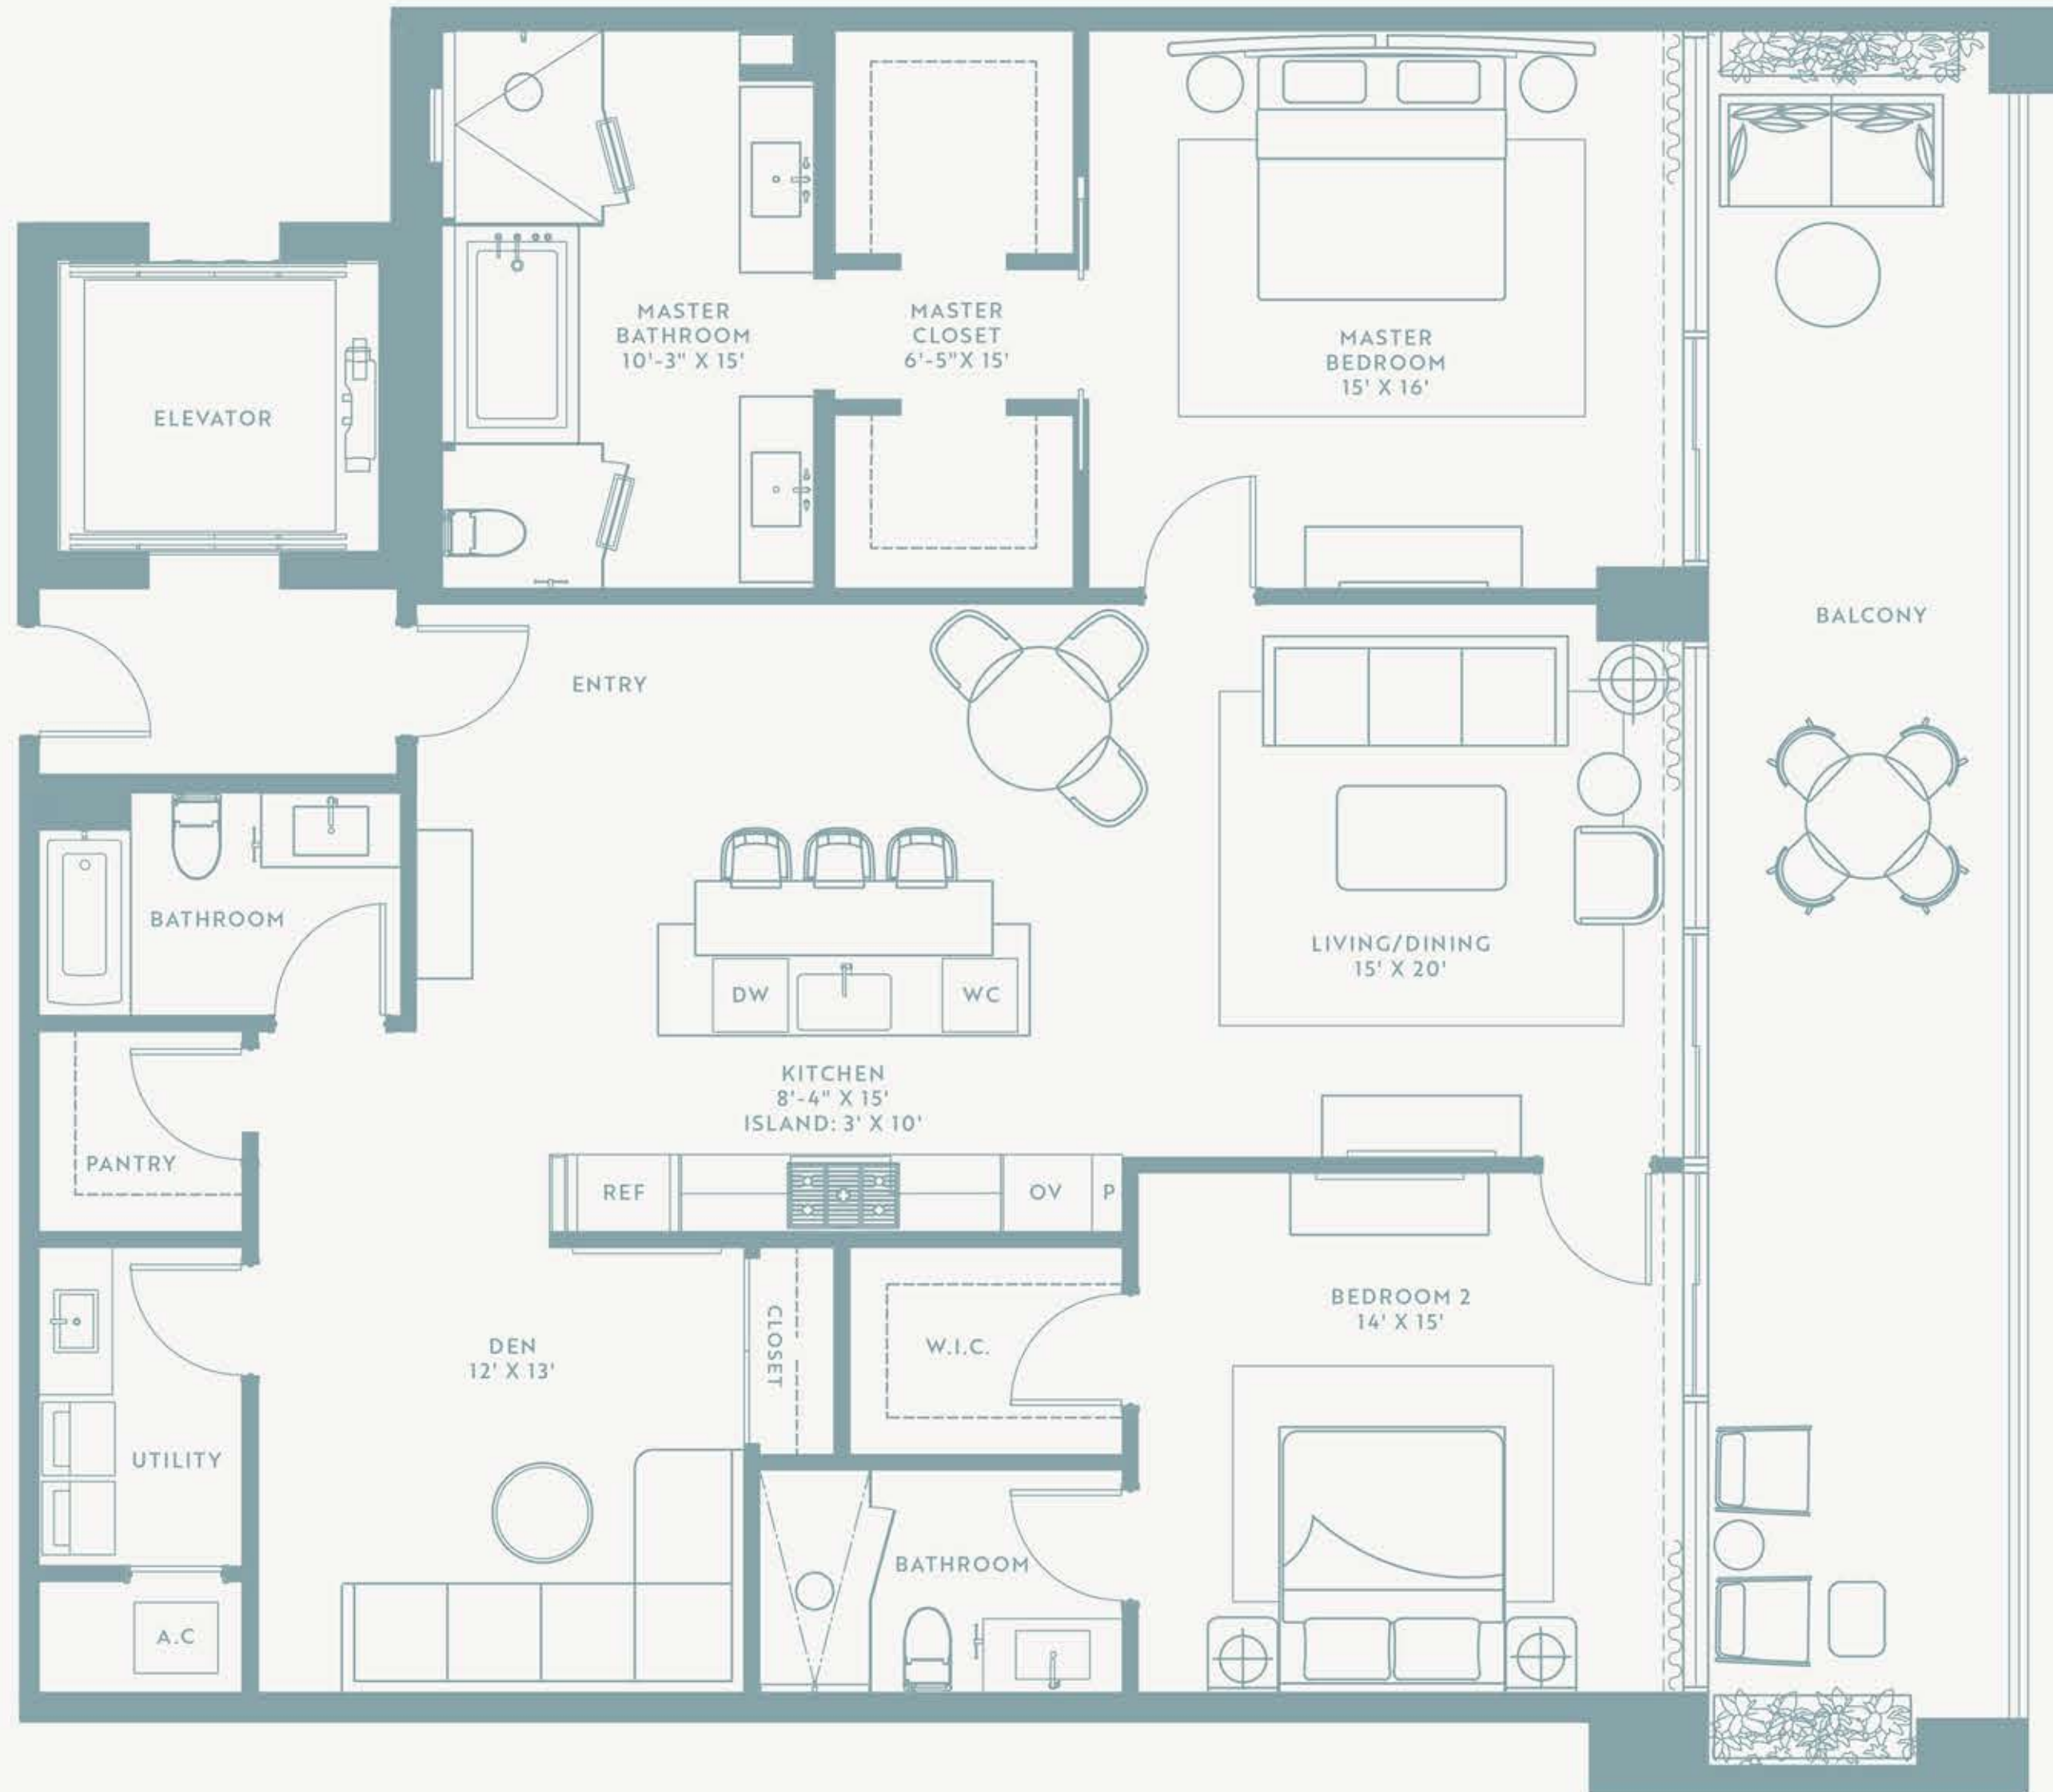 MASTER
BATHROOM
10'-3" X 15'
MASTER
CLOSET
6'-5"X 15'
MASTER
BEDROOM
15' X 16'
ELEVATOR
BALCONY
ENTRY
BATHROOM
LIVING/DINING
15' X 20'
DW
WC
KITCHEN
8'-4" X 15'
ISLAND: 3' X 10'
PANTRY
REF
OV
P
BEDROOM 2
14' X 15'
DEN
12' X 13'
CLOSET
W.I.C.
UTILITY
BATHROOM
A.C